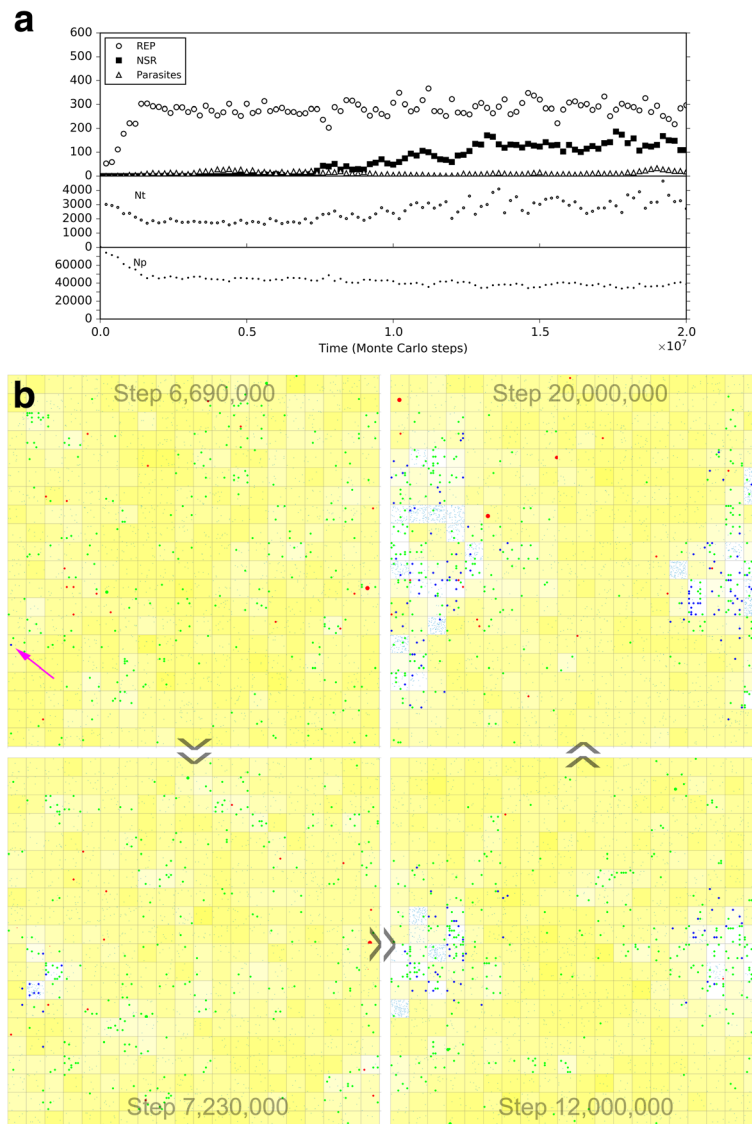 a
600
500
400
300
200
100
0
REP
NSR
Parasites
4000
3000
2000
1000
0
Nt
60000
40000
20000
0
Np
0.0 0.5 1.0 1.5 2.0
Time (Monte Carlo steps)
×10⁷
b
Step 6,690,000
Step 20,000,000
Step 7,230,000
Step 12,000,000